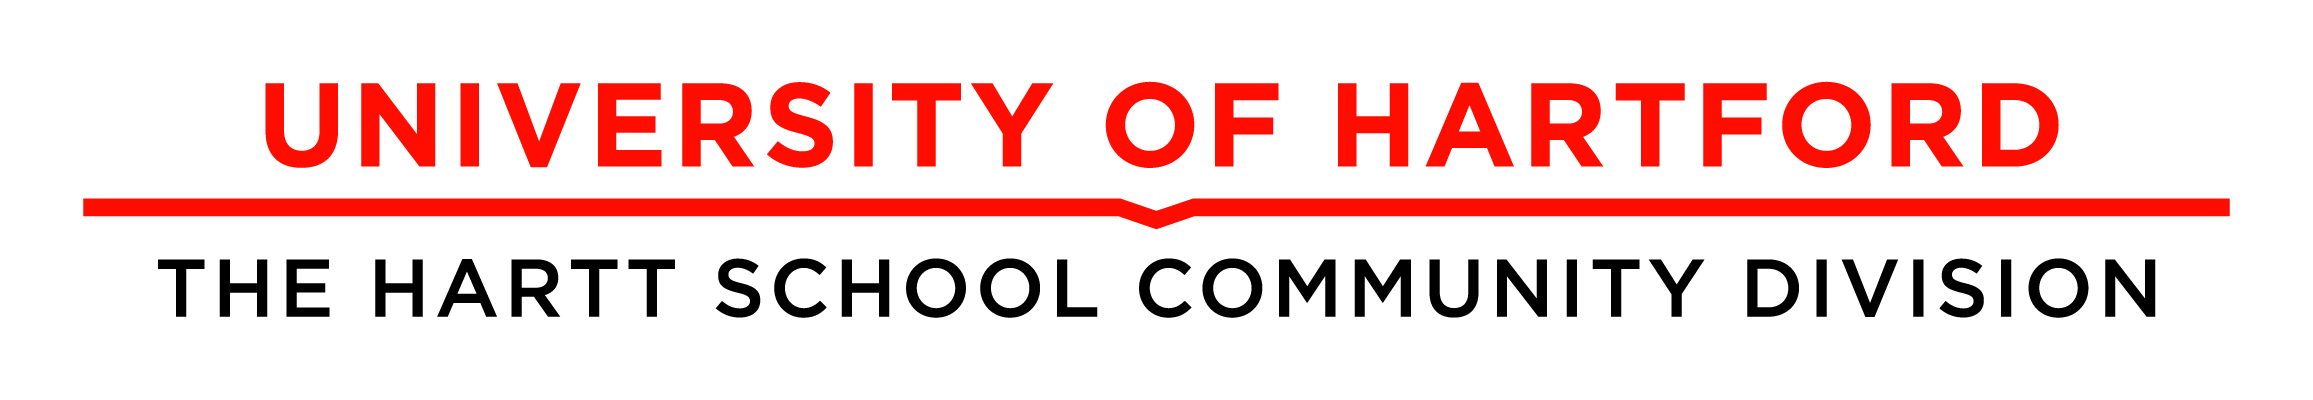 UNIVERSITY OF HARTFORD
THE HARTT SCHOOL COMMUNITY DIVISION